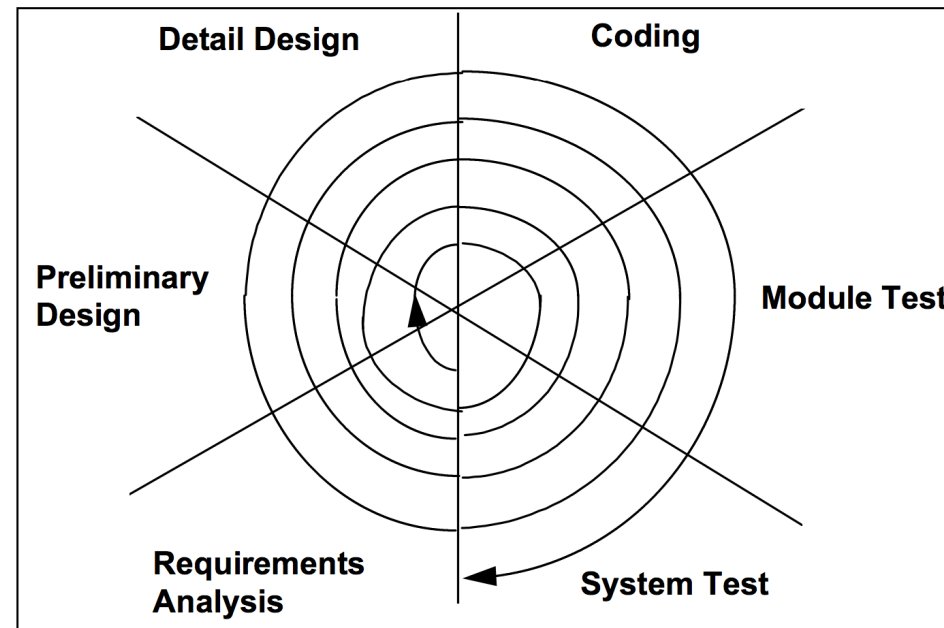 Detail Design
Coding
Preliminary
Design
Module Test
Requirements
Analysis
System Test